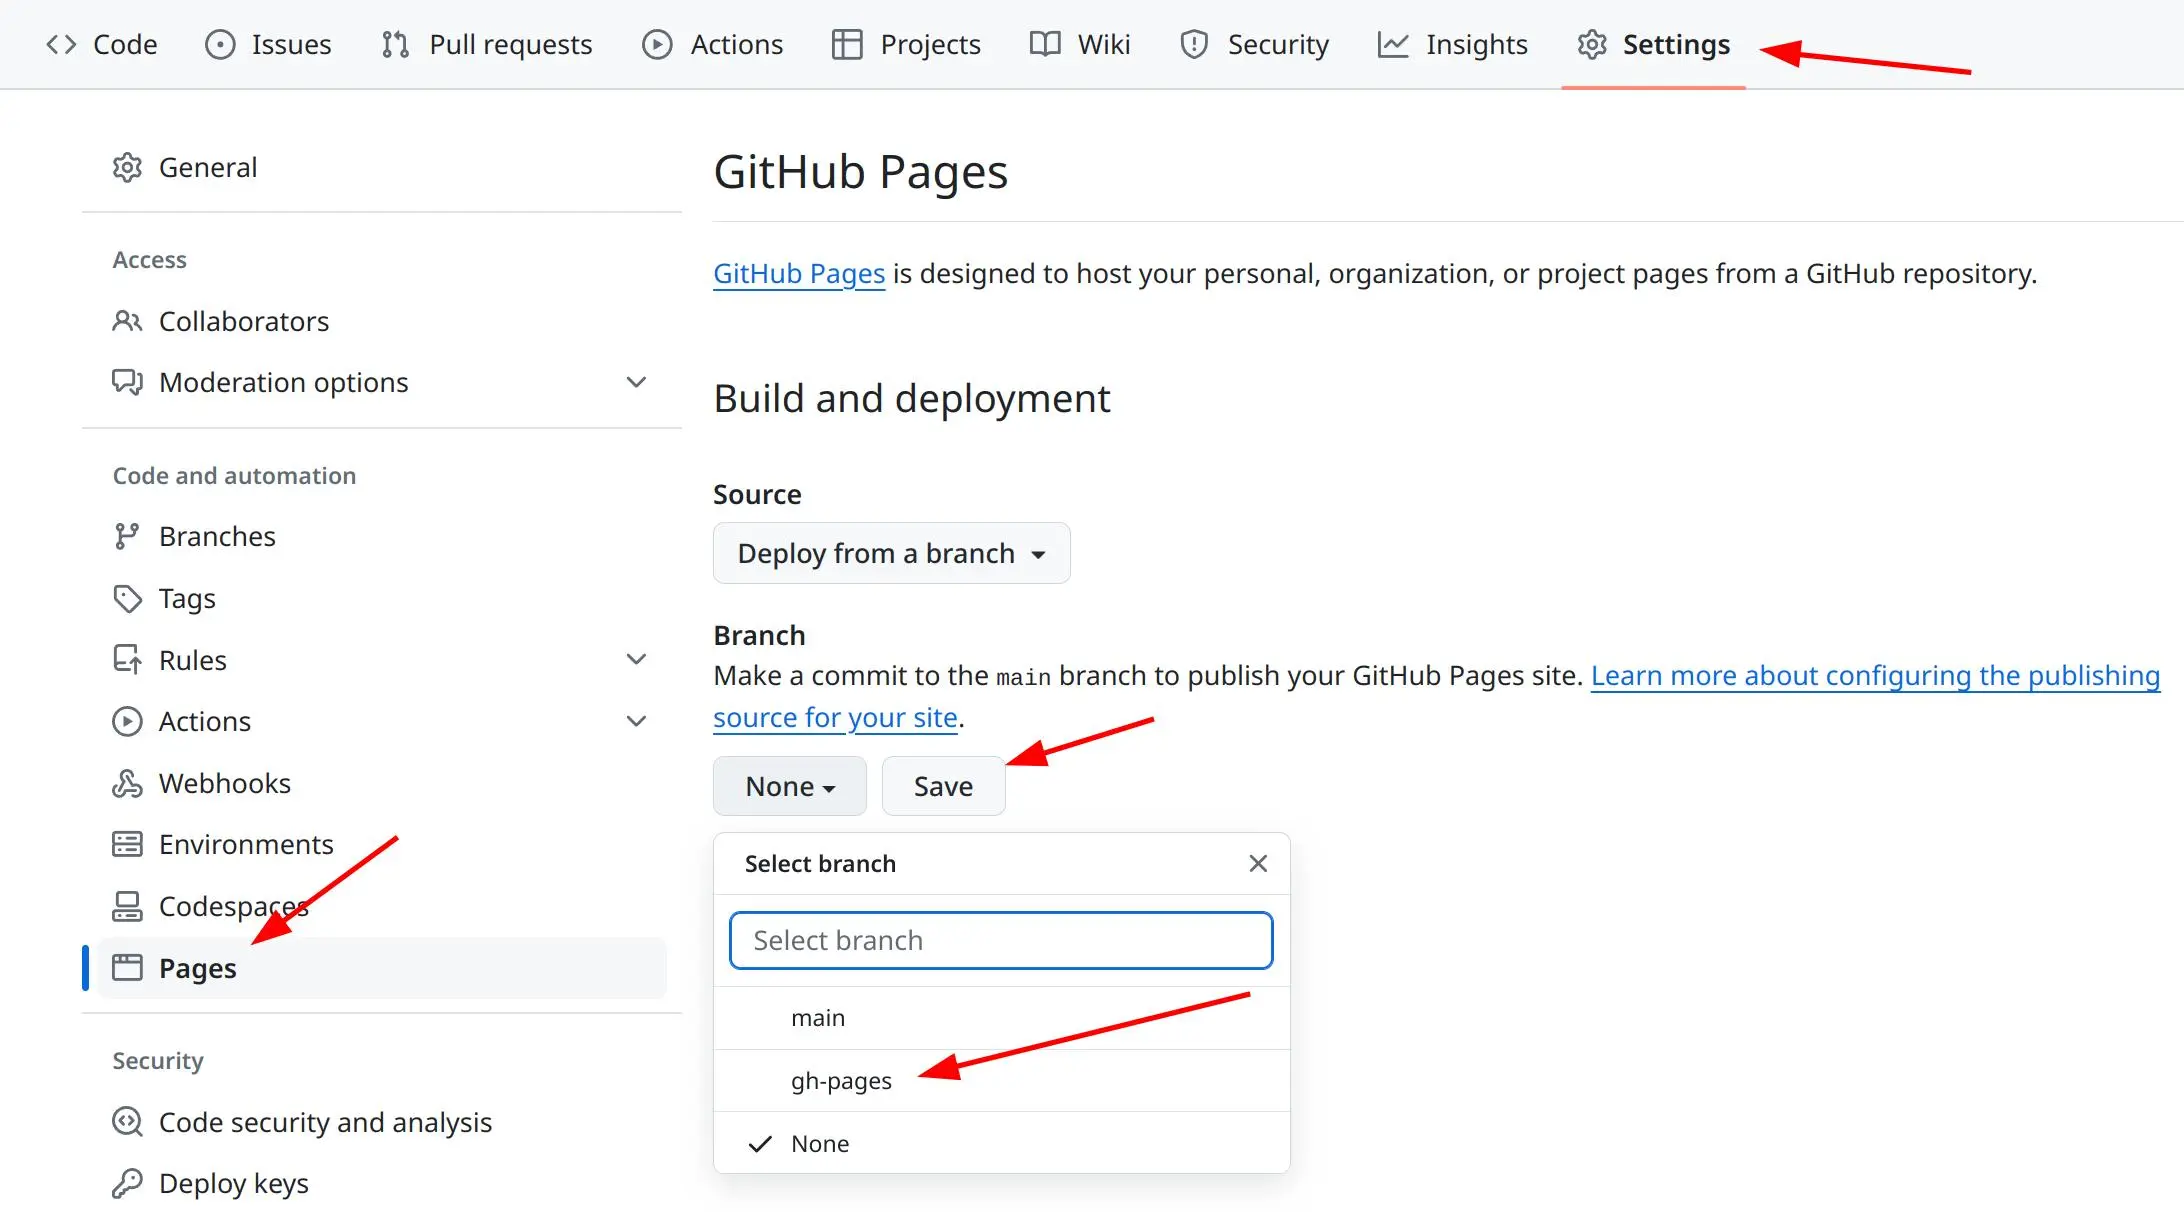 Code Issues Pull requests Actions Projects Wiki Security Insights Settings
General
Access
Collaborators
Moderation options
Code and automation
Branches
Tags
Rules
Actions
Webhooks
Environments
Codespaces
Pages
Security
Code security and analysis
Deploy keys
GitHub Pages
GitHub Pages is designed to host your personal, organization, or project pages from a GitHub repository.
Build and deployment
Source
Deploy from a branch
Branch
Make a commit to the main branch to publish your GitHub Pages site. Learn more about configuring the publishing
source for your site.
None Save
Select branch
Select branch
main
gh-pages
None